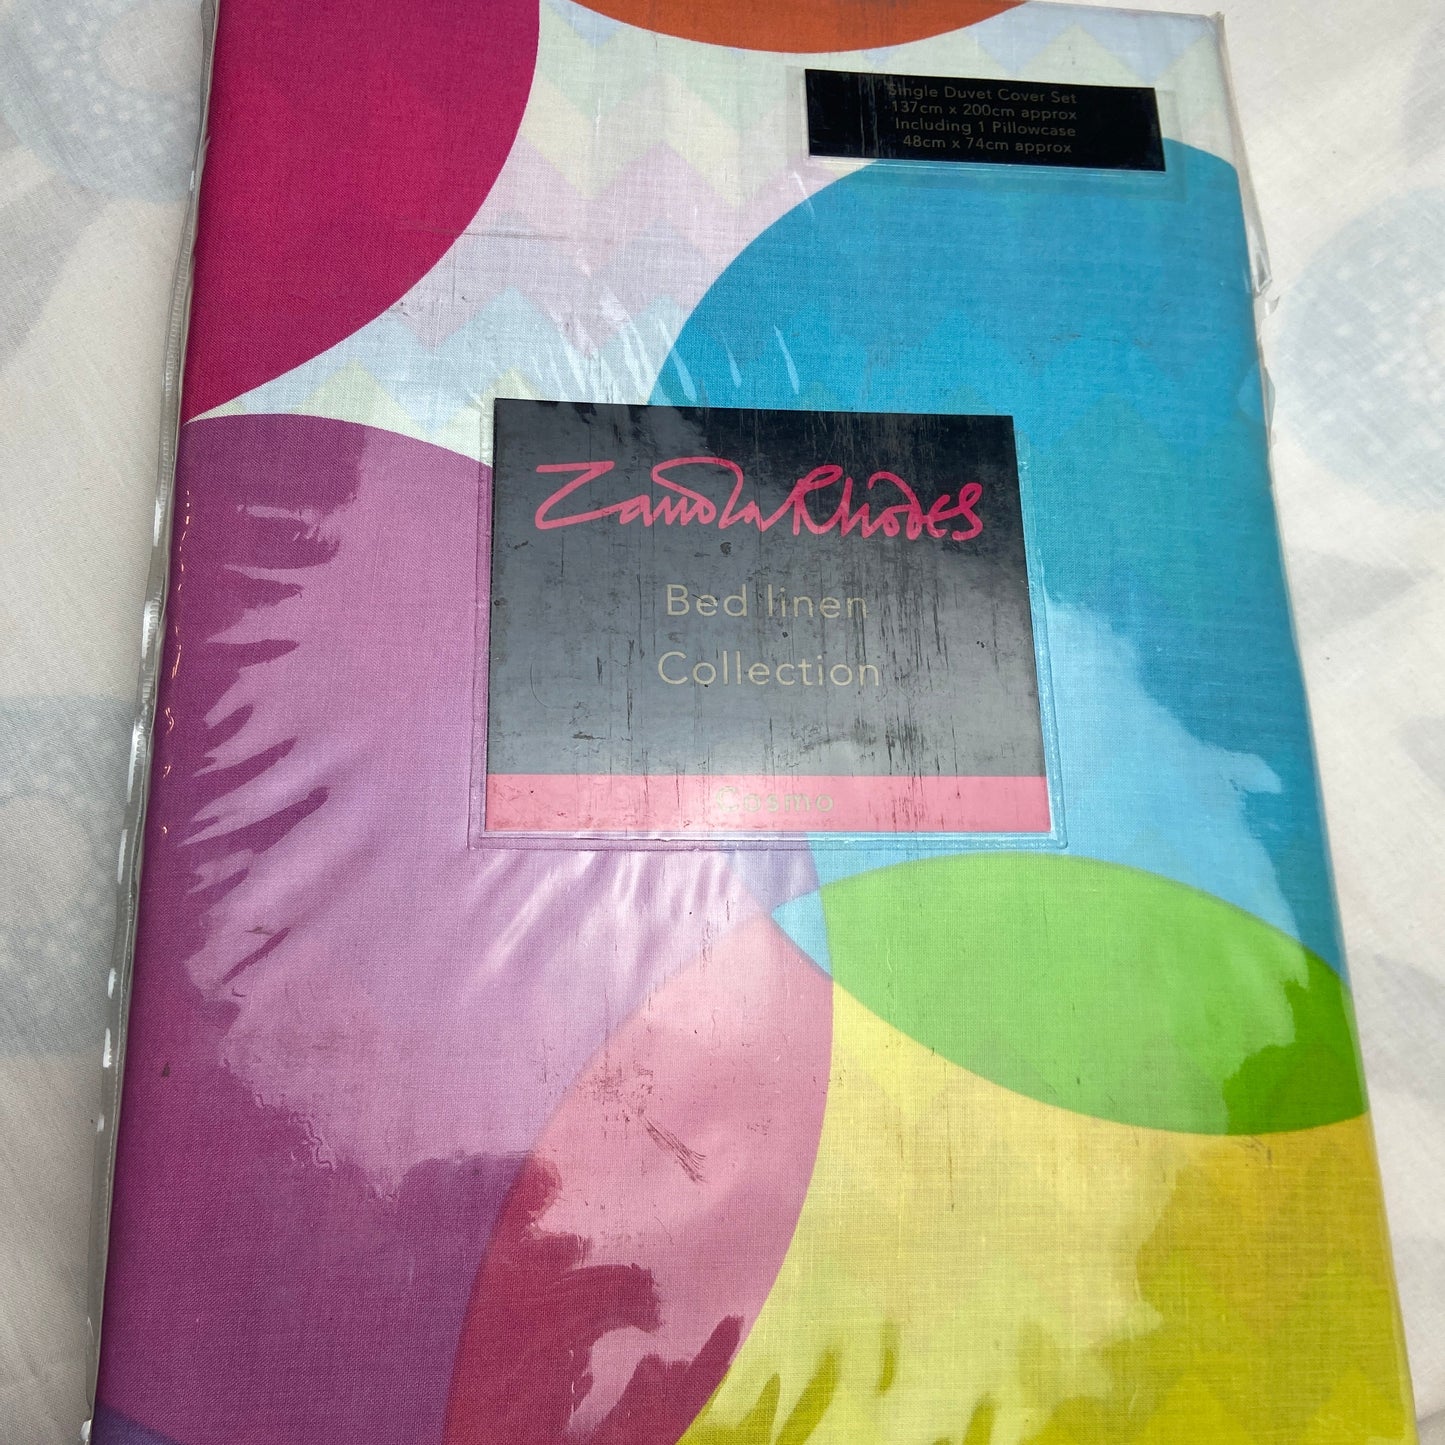 Single Duvet Cover Set
137cm x 200cm approx
Including 1 Pillowcase
48cm x 74cm approx
Zandra Rhodes
Bed linen
Collection
Cosmo